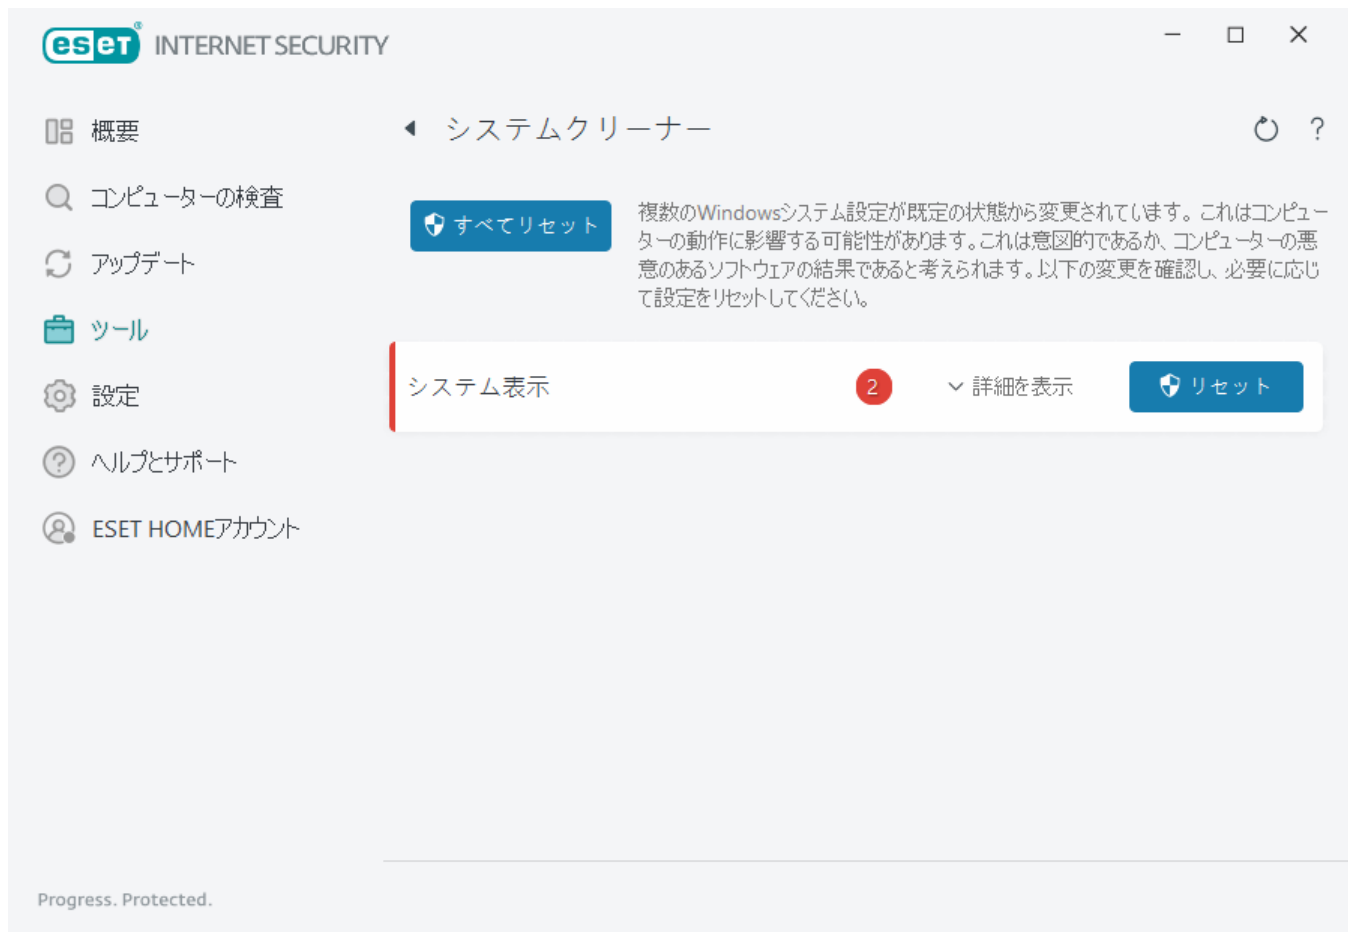 eset® INTERNET SECURITY
概要
コンピューターの検査
アップデート
ツール
設定
ヘルプとサポート
ESET HOMEアカウント
システムクリーナー
?
すべてリセット
複数のWindowsシステム設定が既定の状態から変更されています。これはコンピュー
ターの動作に影響する可能性があります。これは意図的であるか、コンピューターの悪
意のあるソフトウェアの結果であると考えられます。以下の変更を確認し、必要に応じ
て設定をリセットしてください。
システム表示 2 詳細を表示 リセット
Progress. Protected.